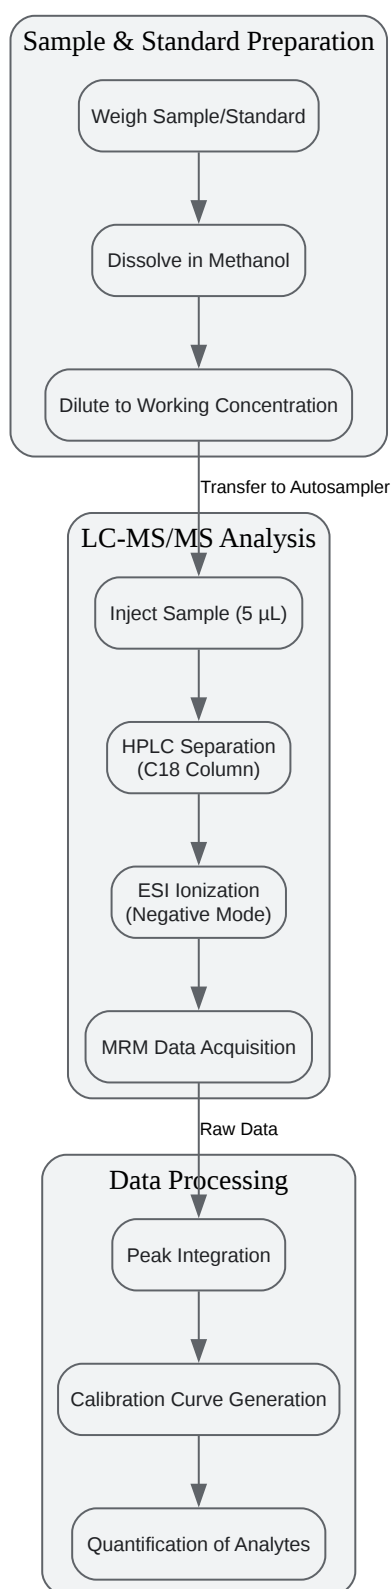 Sample & Standard Preparation
Weigh Sample/Standard
Dissolve in Methanol
Dilute to Working Concentration
Transfer to Autosampler
LC-MS/MS Analysis
Inject Sample (5 µL)
HPLC Separation
(C18 Column)
ESI Ionization
(Negative Mode)
MRM Data Acquisition
Raw Data
Data Processing
Peak Integration
Calibration Curve Generation
Quantification of Analytes